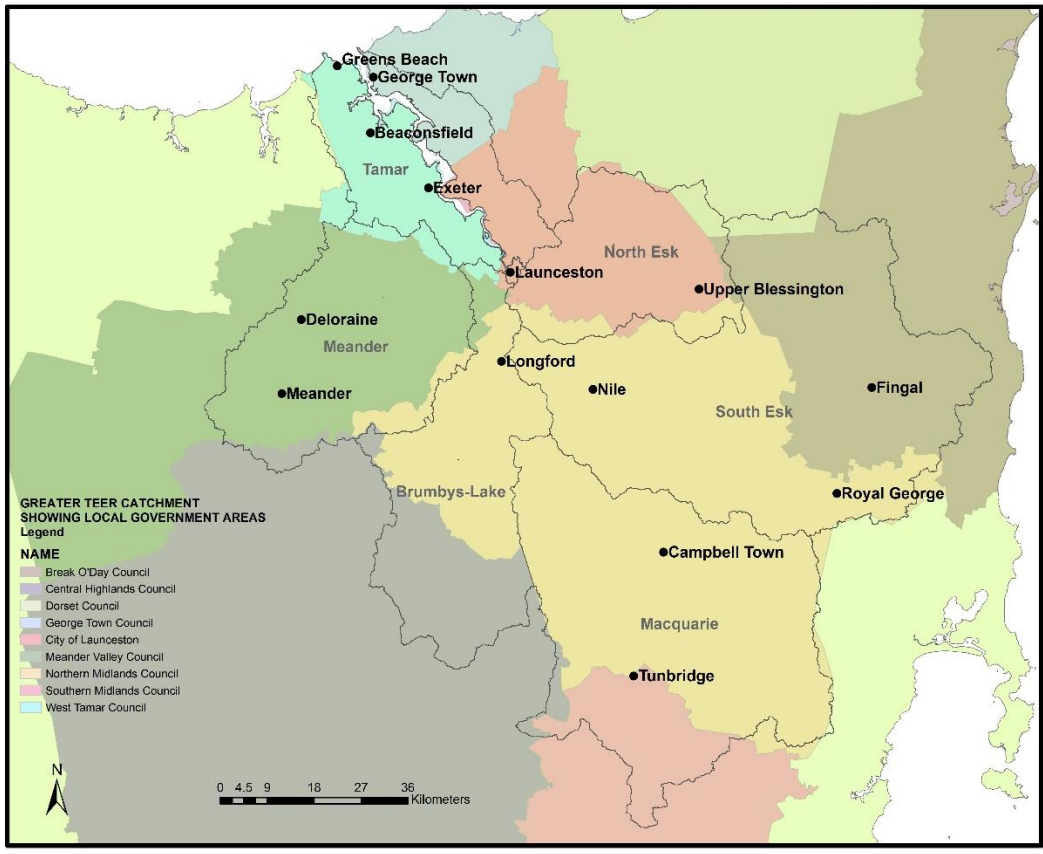 Greens Beach
George Town
Beaconsfield
Tamar
Exeter
North Esk
Launceston
Upper Blessington
Deloraine
Meander
Longford
Meander
Nile
Fingal
South Esk
Brumbys-Lake
Royal George
GREATER TEER CATCHMENT
SHOWING LOCAL GOVERNMENT AREAS
Legend
NAME
Break O'Day Council
Central Highlands Council
Dorset Council
George Town Council
City of Launceston
Meander Valley Council
Northern Midlands Council
Southern Midlands Council
West Tamar Council
Campbell Town
Macquarie
Tunbridge
N
0 4.5 9 18 27 36
Kilometers